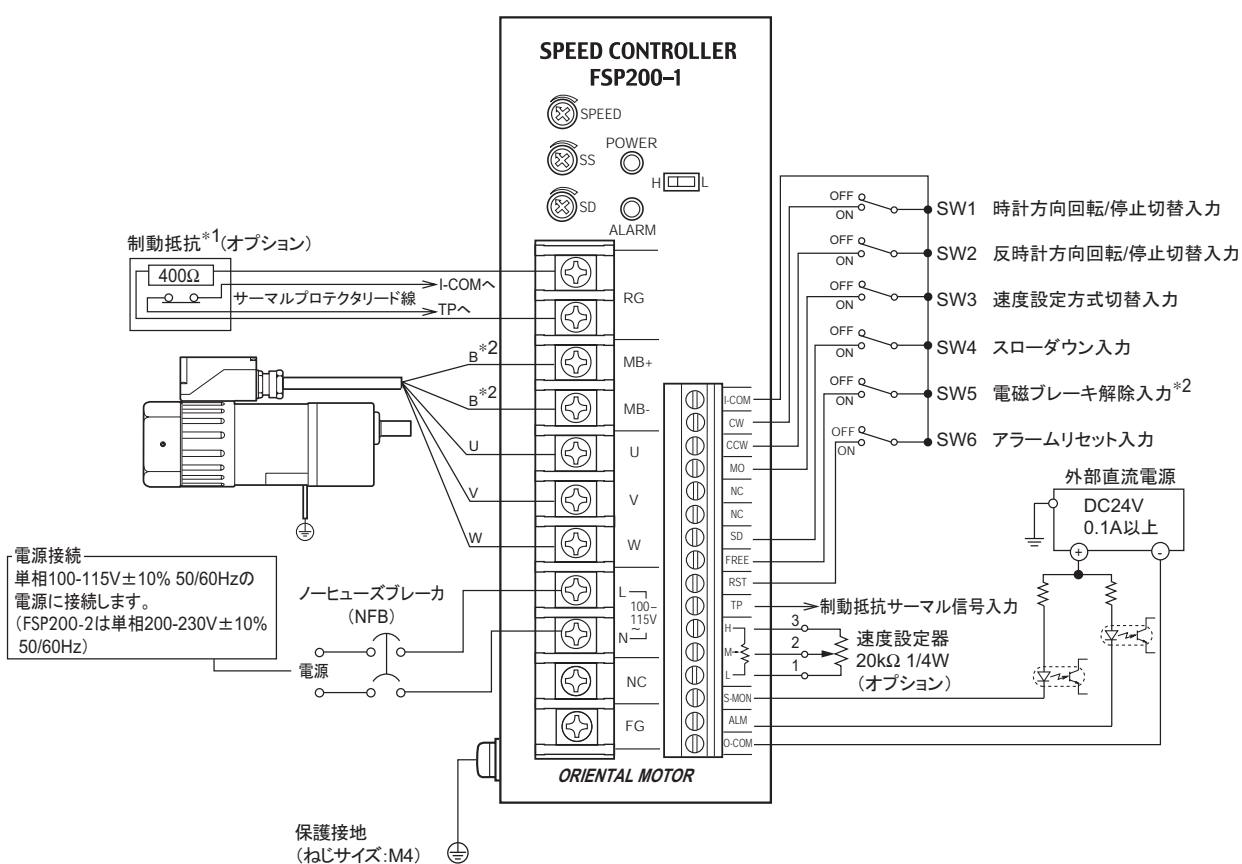 SPEED CONTROLLER
FSP200-1
SPEED
SS
POWER
H
L
SD
ALARM
制動抵抗*1(オプション)
400Ω
サーマルプロテクタリード線
I-COMへ
TPへ
RG
MB+
MB-
U
V
W
L
N
100-
115V
~
NC
FG
B*2
B*2
U
V
W
電源接続
単相100-115V±10% 50/60Hzの
電源に接続します。
(FSP200-2は単相200-230V±10%
50/60Hz)
ノーヒューズブレーカ
(NFB)
電源
保護接地
(ねじサイズ:M4)
ORIENTAL MOTOR
I-COM
CW
CCW
MO
NC
NC
SD
FREE
RST
TP
H
M
L
S-MON
ALM
O-COM
OFF
ON
SW1 時計方向回転/停止切替入力
OFF
ON
SW2 反時計方向回転/停止切替入力
OFF
ON
SW3 速度設定方式切替入力
OFF
ON
SW4 スローダウン入力
OFF
ON
SW5 電磁ブレーキ解除入力*2
OFF
ON
SW6 アラームリセット入力
外部直流電源
DC24V
0.1A以上
+
-
制動抵抗サーマル信号入力
3
2
1
速度設定器
20kΩ 1/4W
(オプション)